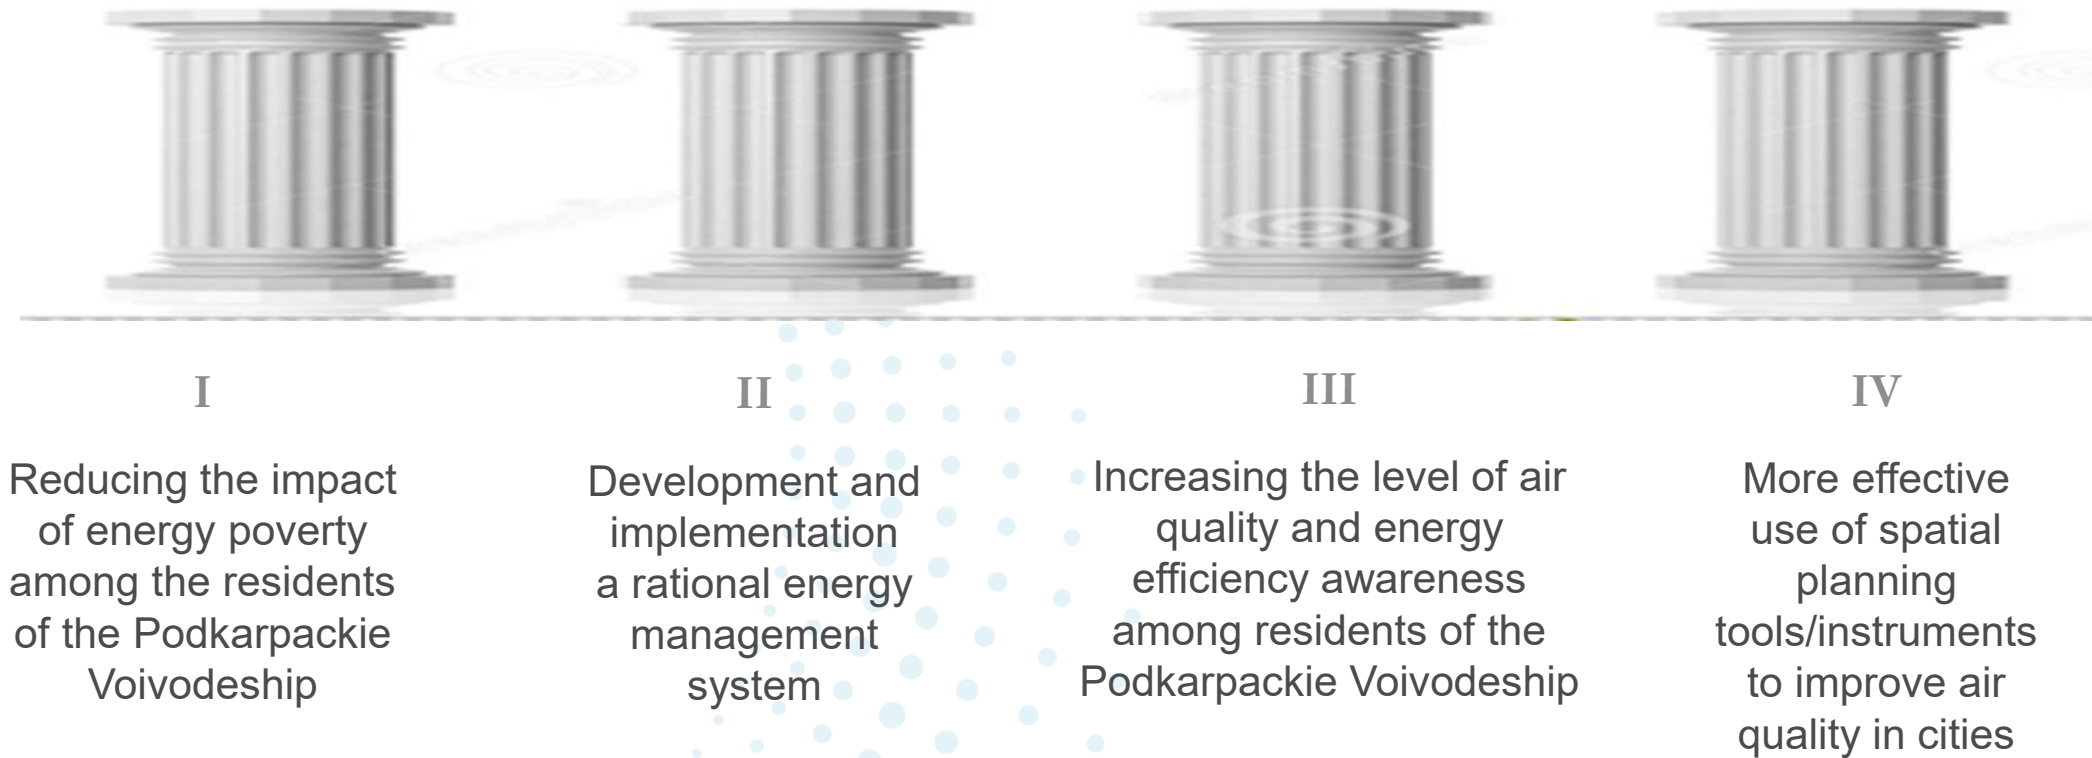 I
Reducing the impact
of energy poverty
among the residents
of the Podkarpackie
Voivodeship
II
Development and
implementation
a rational energy
management
system
III
Increasing the level of air
quality and energy
efficiency awareness
among residents of the
Podkarpackie Voivodeship
IV
More effective
use of spatial
planning
tools/instruments
to improve air
quality in cities